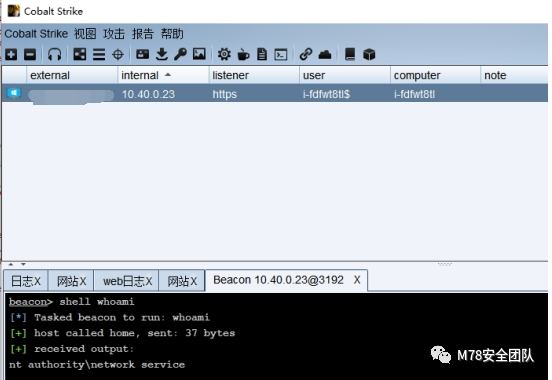 Cobalt Strike
Cobalt Strike 视图 攻击 报告 帮助
external internal listener user computer note
10.40.0.23 https i-fdfwt8tl$ i-fdfwt8tl
日志X 网站X web日志X 网站X Beacon 10.40.0.23@3192 X
beacon> shell whoami
[*] Tasked beacon to run: whoami
[+] host called home, sent: 37 bytes
[+] received output:
nt authority\network service
M78安全团队